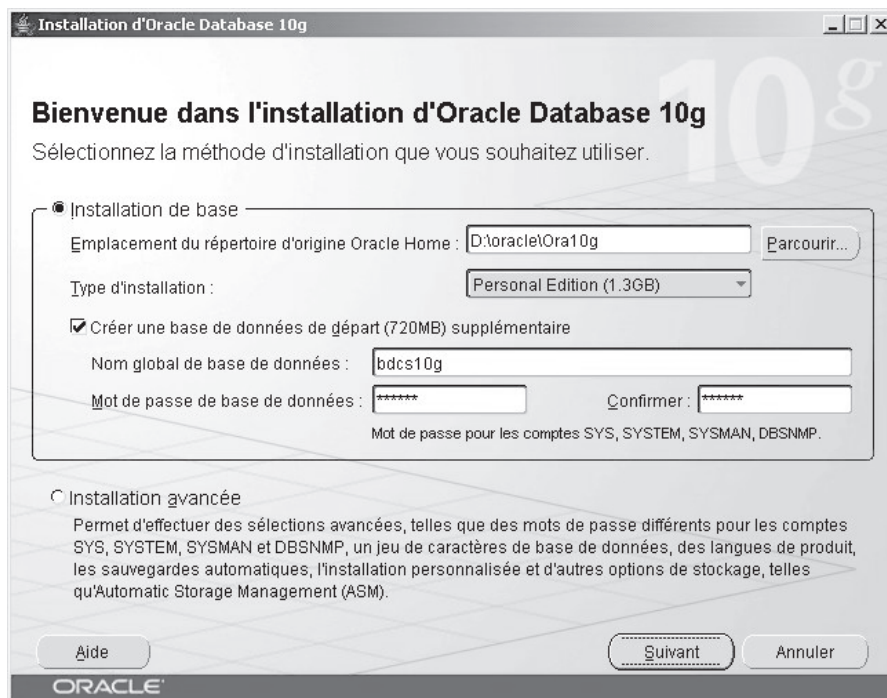 Installation d'Oracle Database 10g
10g
Bienvenue dans l'installation d'Oracle Database 10g
Sélectionnez la méthode d'installation que vous souhaitez utiliser.
Installation de base
Emplacement du répertoire d'origine Oracle Home : D:\oracle\Ora10g Parcourir...
Type d'installation : Personal Edition (1.3GB)
Créer une base de données de départ (720MB) supplémentaire
Nom global de base de données : bdcs10g
Mot de passe de base de données : ****** Confirmer : ******
Mot de passe pour les comptes SYS, SYSTEM, SYSMAN, DBSNMP.
Installation avancée
Permet d'effectuer des sélections avancées, telles que des mots de passe différents pour les comptes
SYS, SYSTEM, SYSMAN et DBSNMP, un jeu de caractères de base de données, des langues de produit,
les sauvegardes automatiques, l'installation personnalisée et d'autres options de stockage, telles
qu'Automatic Storage Management (ASM).
Aide Suivant Annuler
ORACLE